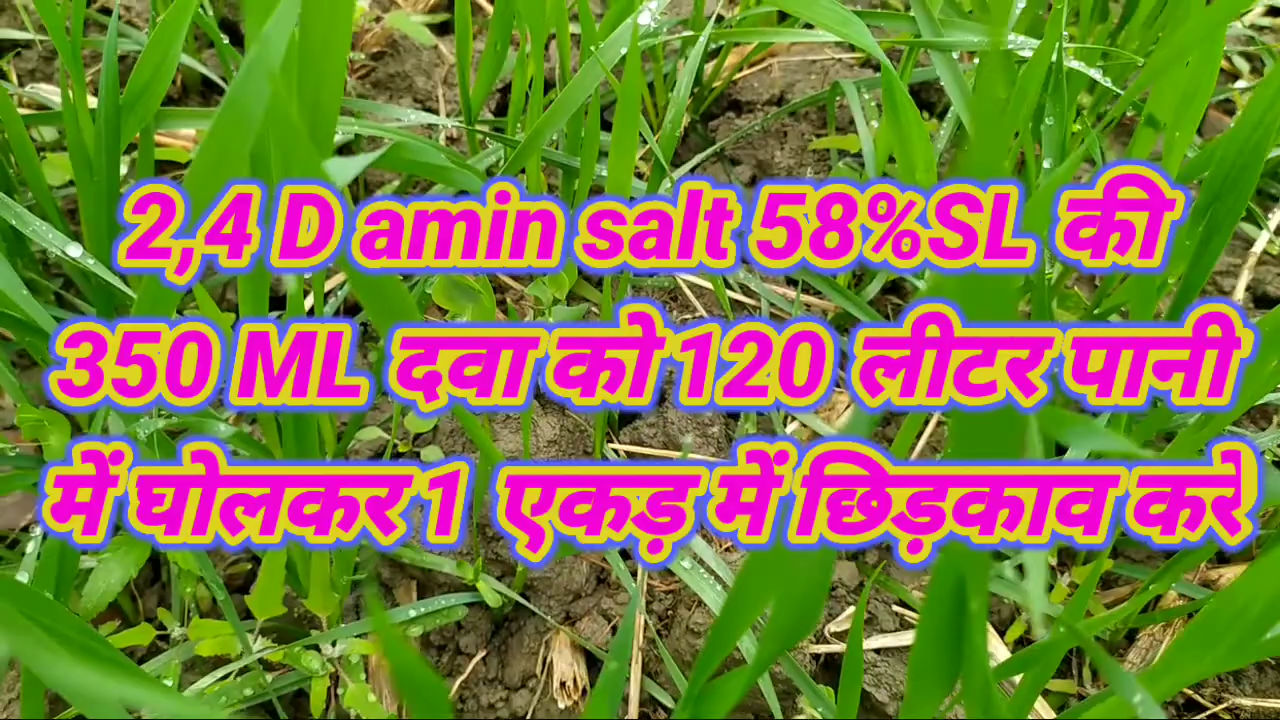 2,4 D amin salt 58%SL की
350 ML दवा को 120 लीटर पानी
में घोलकर 1 एकड़ में छिड़काव करे